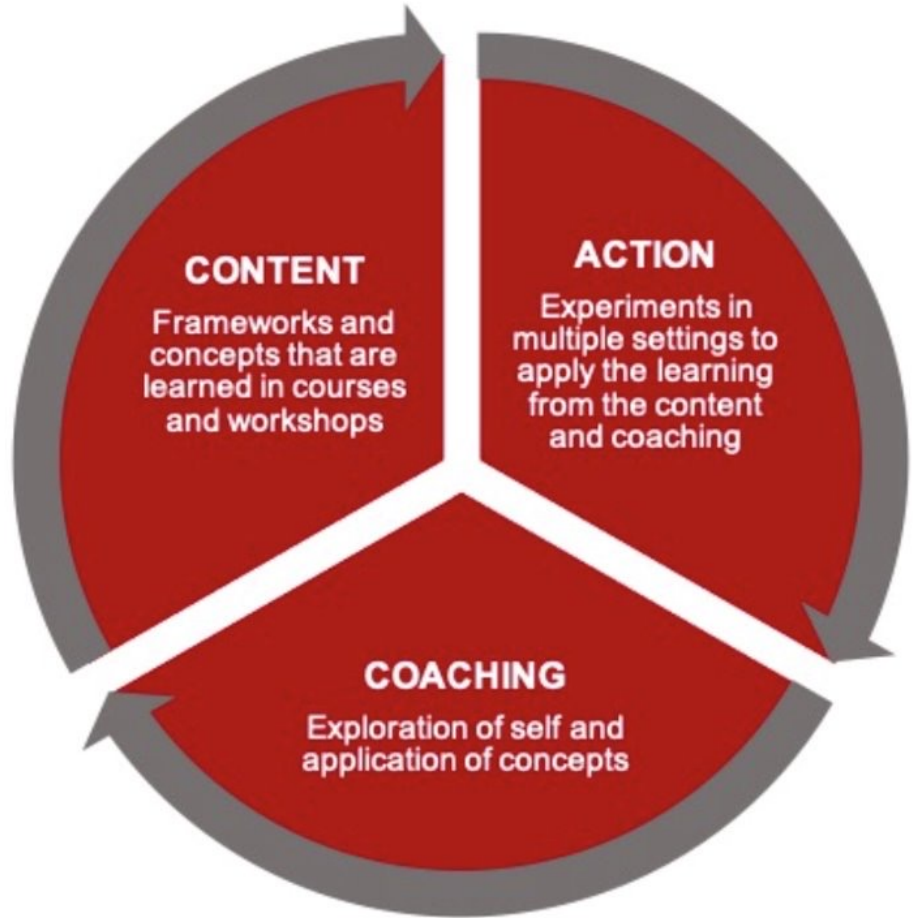 CONTENT
Frameworks and
concepts that are
learned in courses
and workshops
ACTION
Experiments in
multiple settings to
apply the learning
from the content
and coaching
COACHING
Exploration of self and
application of concepts